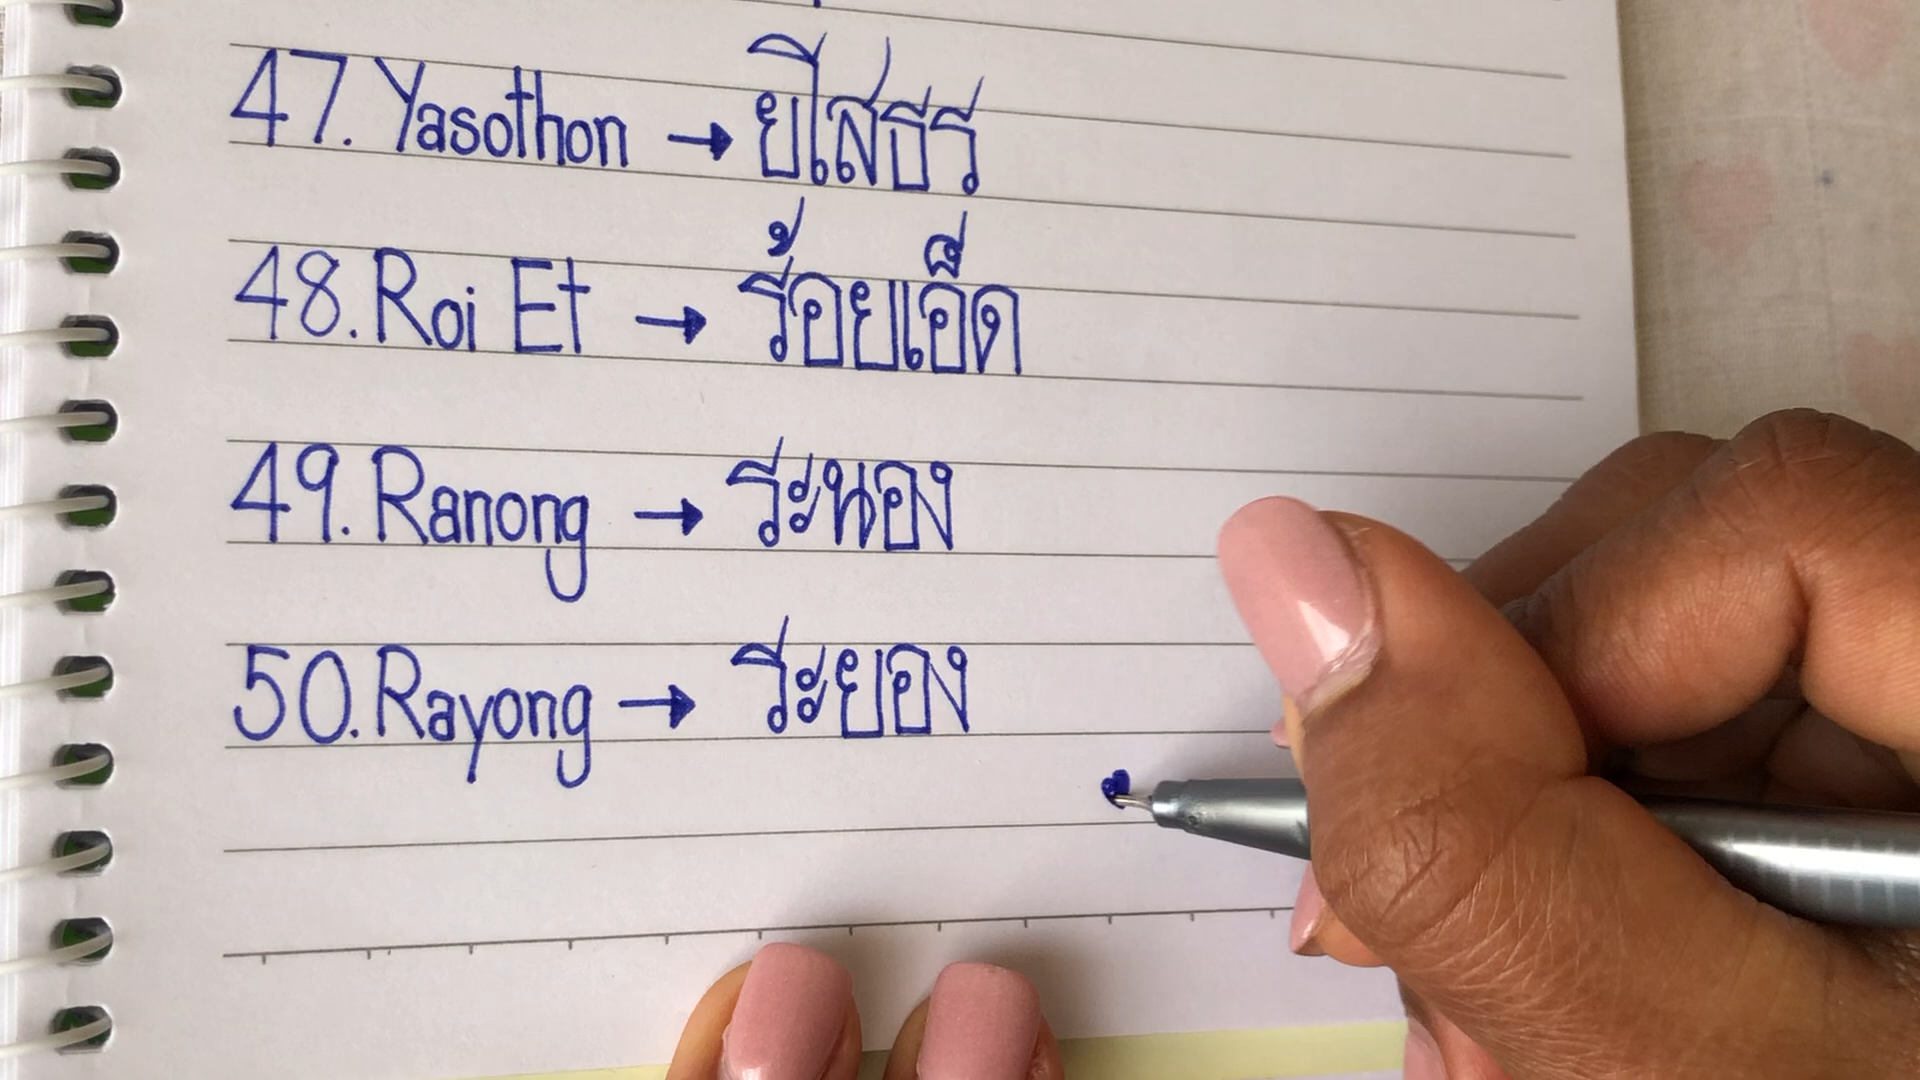 47. Yasothon → ยโสธร
48. Roi Et → ร้อยเอ็ด
49. Ranong → ระนอง
50. Rayong → ระยอง